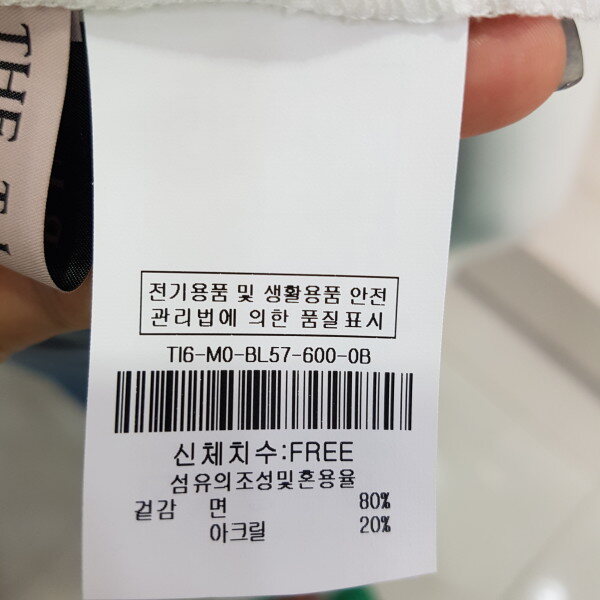 THE
전기용품 및 생활용품 안전
관리법에 의한 품질표시
TI6-M0-BL57-600-0B
신체치수:FREE
섬유의조성및혼용율
겉감 면 80%
아크릴 20%